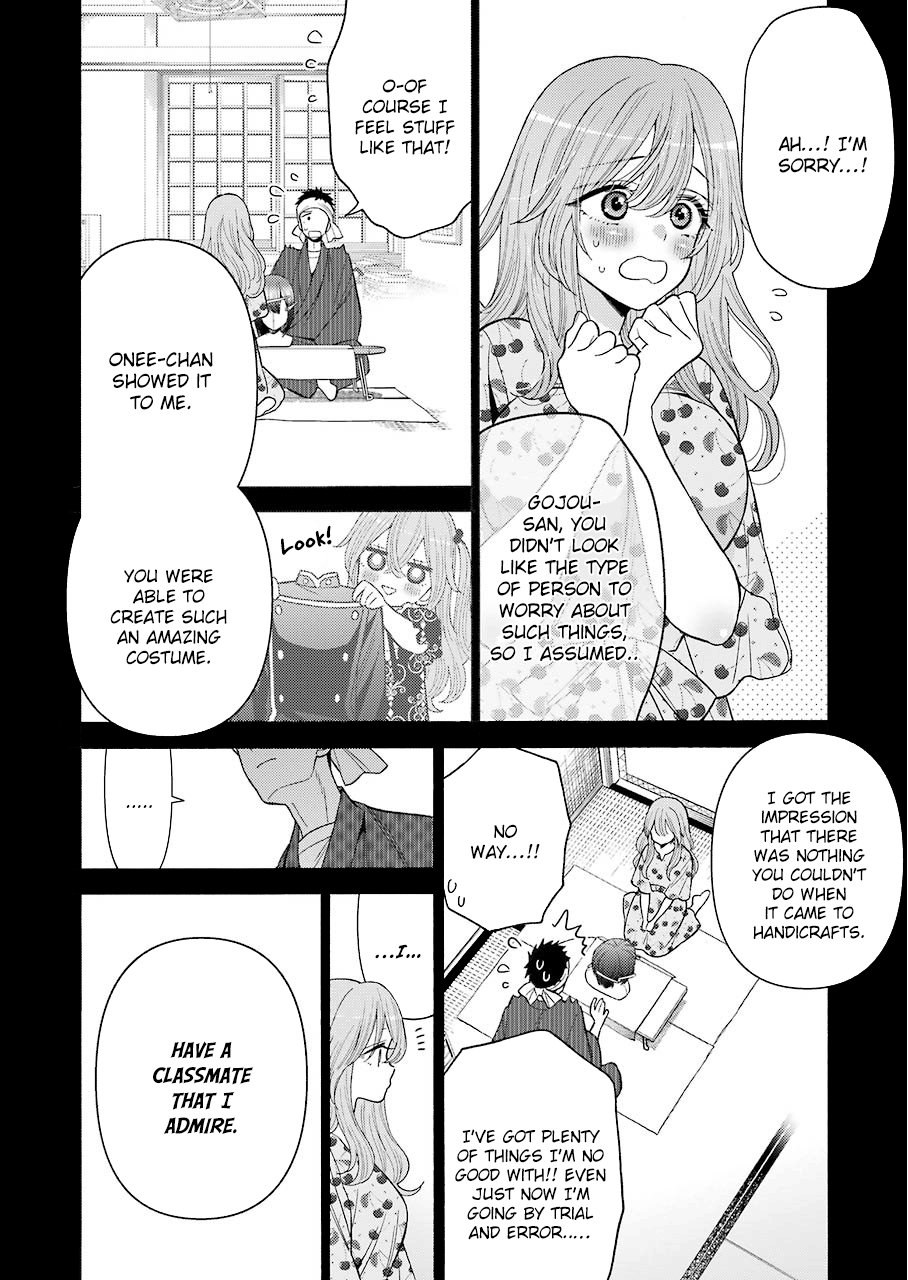 AH...! I'M
SORRY...!
GOJOU-
SAN, YOU
DIDN'T LOOK
LIKE THE TYPE
OF PERSON TO
WORRY ABOUT
SUCH THINGS,
SO I ASSUMED..
O-OF
COURSE I
FEEL STUFF
LIKE THAT!
ONEE-CHAN
SHOWED IT
TO ME.
Look!
YOU WERE
ABLE TO
CREATE SUCH
AN AMAZING
COSTUME.
I GOT THE
IMPRESSION
THAT THERE
WAS NOTHING
YOU COULDN'T
DO WHEN
IT CAME TO
HANDICRAFTS.
NO
WAY...!!
I'VE GOT PLENTY
OF THINGS I'M NO
GOOD WITH!! EVEN
JUST NOW I'M
GOING BY TRIAL
AND ERROR.....
.....
...I...
HAVE A
CLASSMATE
THAT I
ADMIRE.